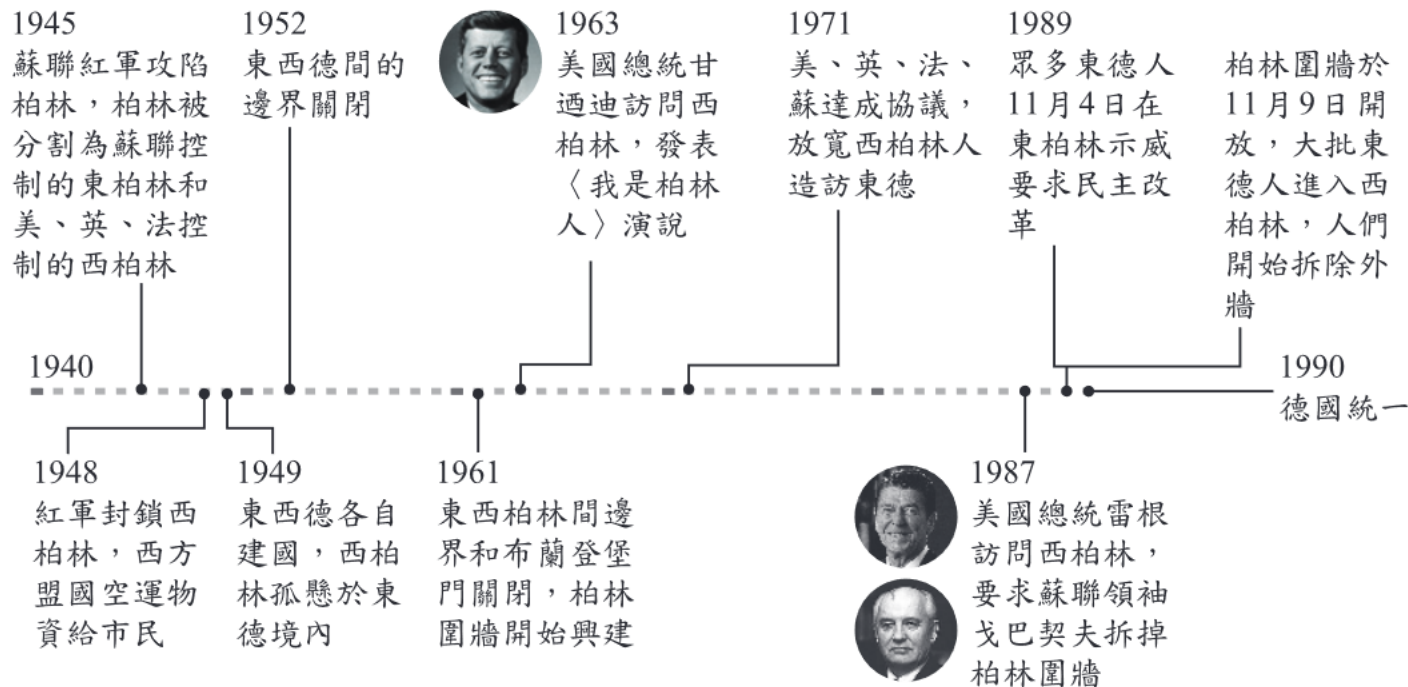 1945
蘇聯紅軍攻陷
柏林，柏林被
分割為蘇聯控
制的東柏林和
美、英、法控
制的西柏林
1952
東西德間的
邊界關閉
1963
美國總統甘
迺迪訪問西
柏林，發表
〈我是柏林
人〉演說
1971
美、英、法、
蘇達成協議，
放寬西柏林人
造訪東德
1989
眾多東德人
11月4日在
東柏林示威
要求民主改
革
柏林圍牆於
11月9日開
放，大批東
德人進入西
柏林，人們
開始拆除外
牆
1940
1990
德國統一
1948
紅軍封鎖西
柏林，西方
盟國空運物
資給市民
1949
東西德各自
建國，西柏
林孤懸於東
德境內
1961
東西柏林間邊
界和布蘭登堡
門關閉，柏林
圍牆開始興建
1987
美國總統雷根
訪問西柏林，
要求蘇聯領袖
戈巴契夫拆掉
柏林圍牆